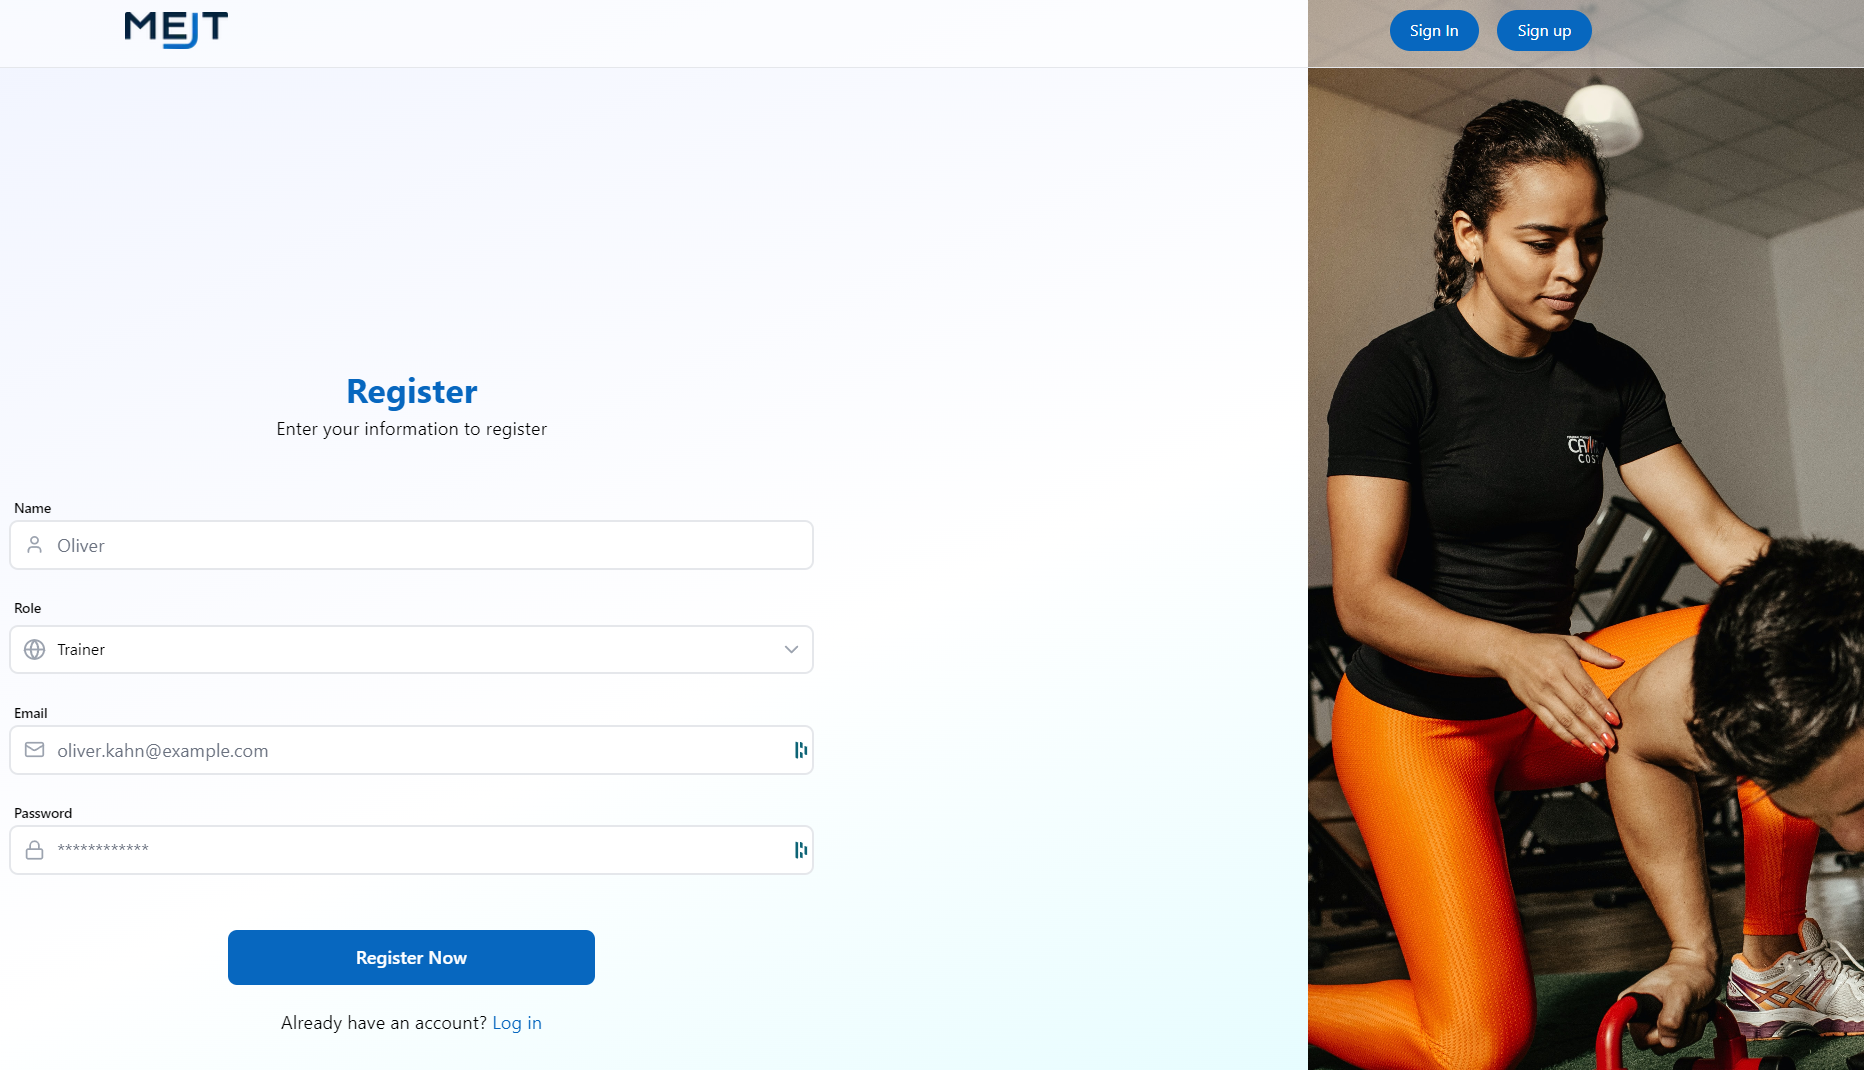 MEJT
Sign In
Sign up
Register
Enter your information to register
Name
Oliver
Role
Trainer
Email
oliver.kahn@example.com
Password
************
Register Now
Already have an account? Log in